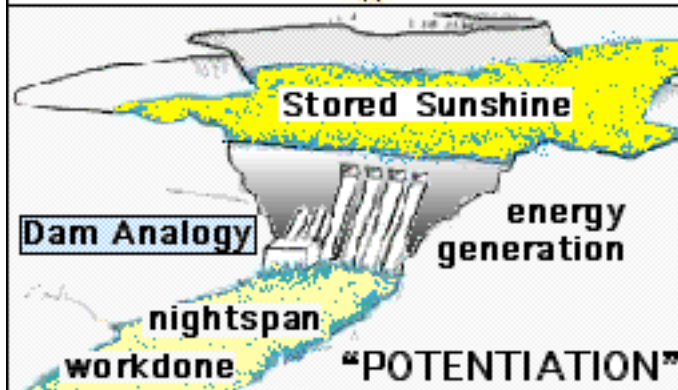 Stored Sunshine
Dam Analogy
energy
generation
nightspan
workdone
“POTENTIATION”